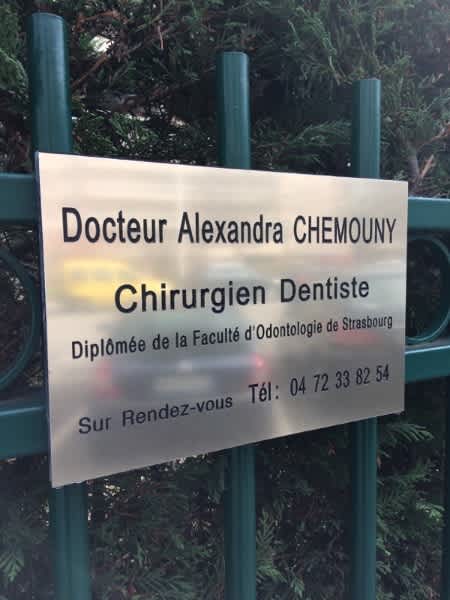 Docteur Alexandra CHEMOUNY
Chirurgien Dentiste
Diplômée de la Faculté d'Odontologie de Strasbourg
Sur Rendez-vous Tél: 04 72 33 82 54